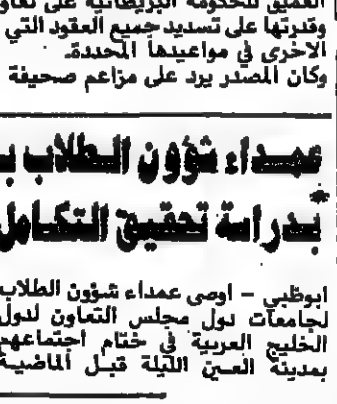 العميق للحكومة البريطانية على تعاو
وقدرتها على تسديد جميع العقود التي
الاخرى في مواعيدها المحددة.
وكان المصدر يرد على مزاعم صحيفة
عمداء شؤون الطلاب بـ
بدراسة تحقيق التكامل
ابوظبي - اوصى عمداء شؤون الطلاب
لجامعات دول مجلس التعاون لدول
الخليج العربية في ختام اجتماعهم
بمدينة العين الليلة قبل الماضية